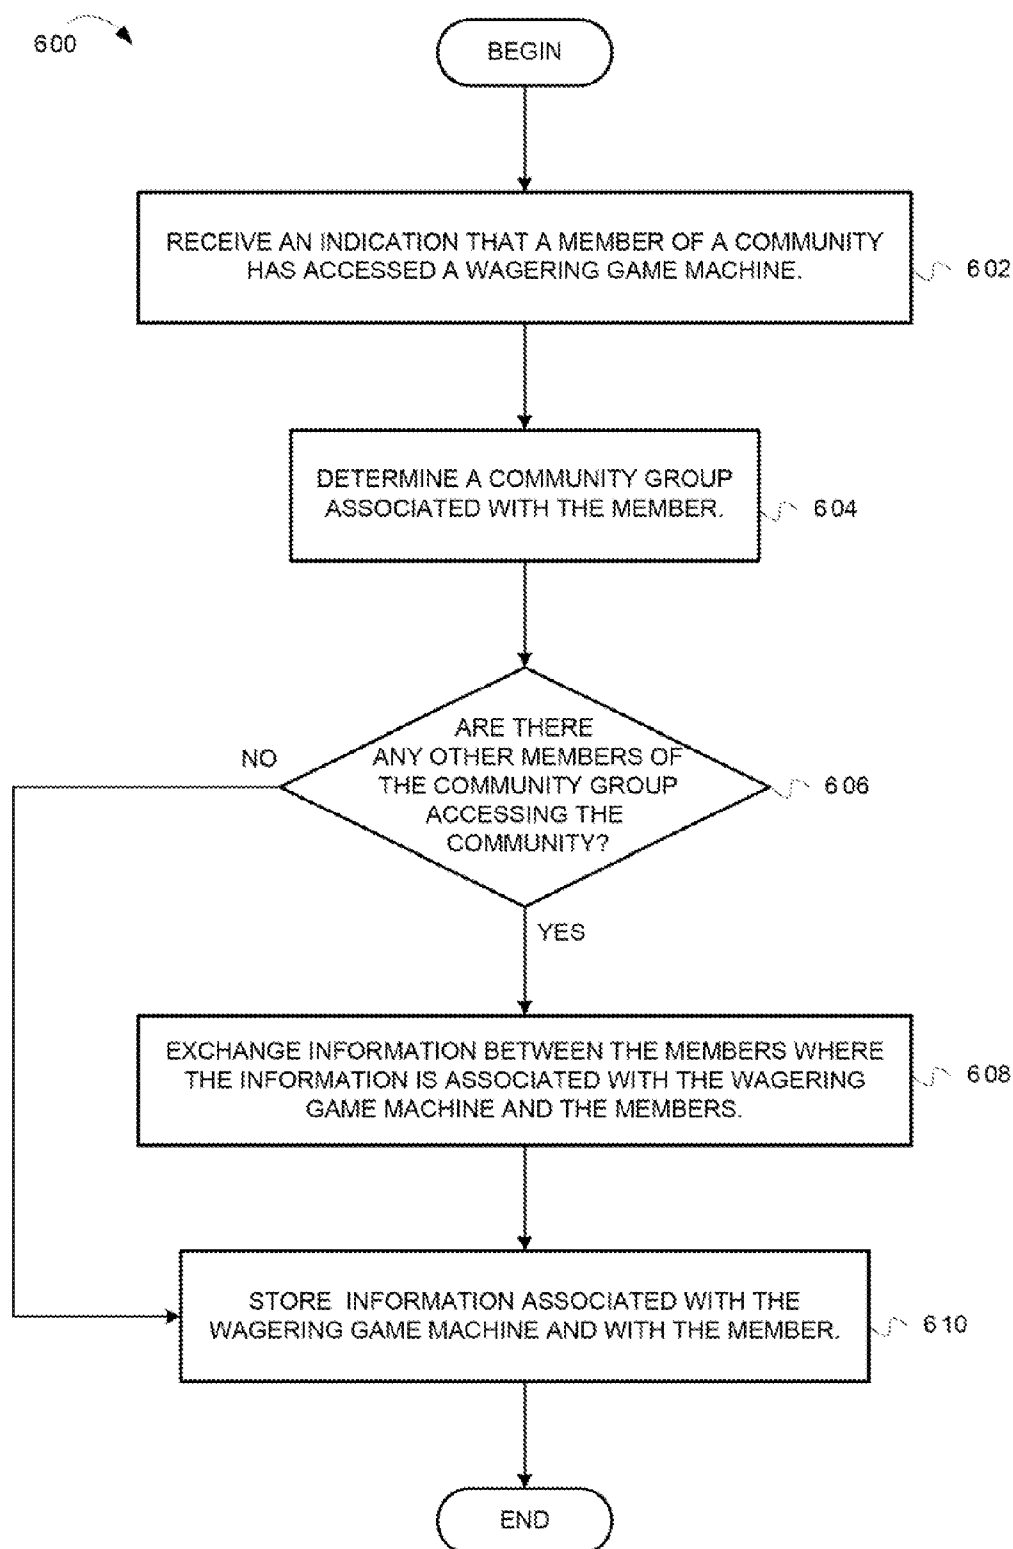 600
BEGIN
RECEIVE AN INDICATION THAT A MEMBER OF A COMMUNITY
HAS ACCESSED A WAGERING GAME MACHINE.
602
DETERMINE A COMMUNITY GROUP
ASSOCIATED WITH THE MEMBER.
604
ARE THERE
ANY OTHER MEMBERS OF
THE COMMUNITY GROUP
ACCESSING THE
COMMUNITY?
NO
606
YES
EXCHANGE INFORMATION BETWEEN THE MEMBERS WHERE
THE INFORMATION IS ASSOCIATED WITH THE WAGERING
GAME MACHINE AND THE MEMBERS.
608
STORE INFORMATION ASSOCIATED WITH THE
WAGERING GAME MACHINE AND WITH THE MEMBER.
610
END